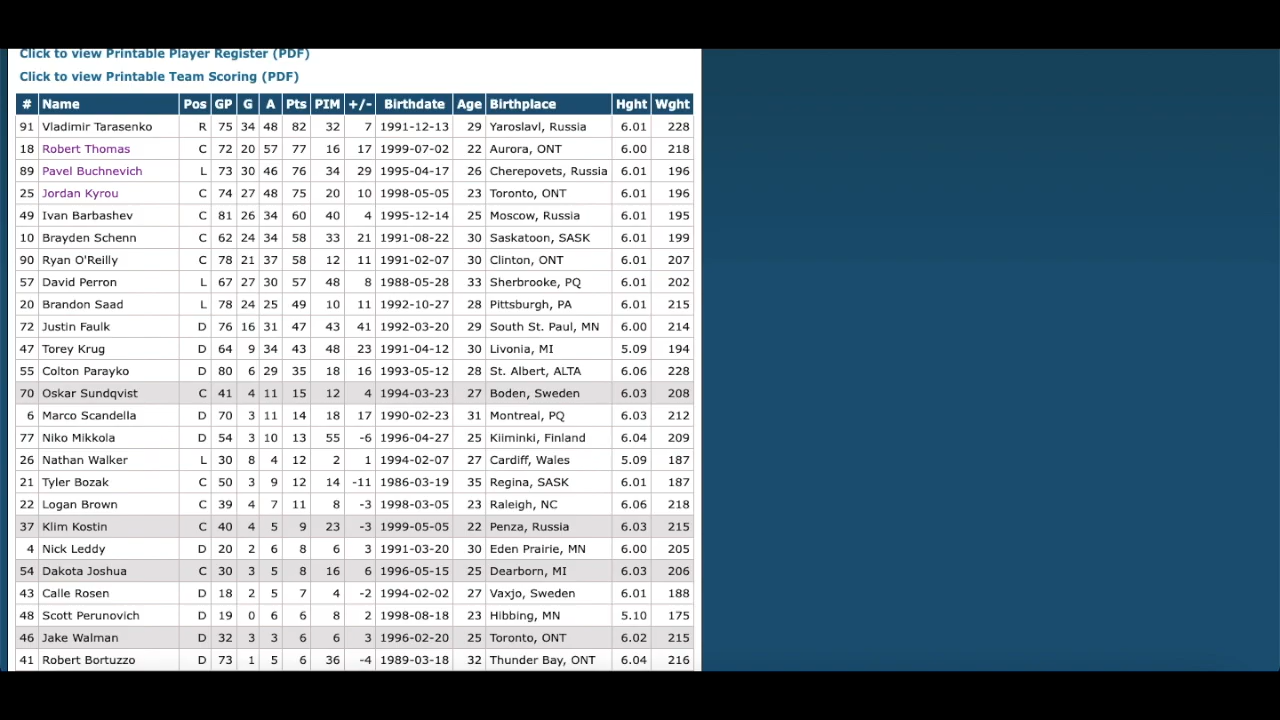 Click to view Printable Player Register (PDF)
Click to view Printable Team Scoring (PDF)
# Name Pos GP G A Pts PIM +/- Birthdate Age Birthplace Hght Wght
91 Vladimir Tarasenko R 75 34 48 82 32 7 1991-12-13 29 Yaroslavl, Russia 6.01 228
18 Robert Thomas C 72 20 57 77 16 17 1999-07-02 22 Aurora, ONT 6.00 218
89 Pavel Buchnevich L 73 30 46 76 34 29 1995-04-17 26 Cherepovets, Russia 6.01 196
25 Jordan Kyrou C 74 27 48 75 20 10 1998-05-05 23 Toronto, ONT 6.01 196
49 Ivan Barbashev C 81 26 34 60 40 4 1995-12-14 25 Moscow, Russia 6.01 195
10 Brayden Schenn C 62 24 34 58 33 21 1991-08-22 30 Saskatoon, SASK 6.01 199
90 Ryan O'Reilly C 78 21 37 58 12 11 1991-02-07 30 Clinton, ONT 6.01 207
57 David Perron L 67 27 30 57 48 8 1988-05-28 33 Sherbrooke, PQ 6.01 202
20 Brandon Saad L 78 24 25 49 10 11 1992-10-27 28 Pittsburgh, PA 6.01 215
72 Justin Faulk D 76 16 31 47 43 41 1992-03-20 29 South St. Paul, MN 6.00 214
47 Torey Krug D 64 9 34 43 48 23 1991-04-12 30 Livonia, MI 5.09 194
55 Colton Parayko D 80 6 29 35 18 16 1993-05-12 28 St. Albert, ALTA 6.06 228
70 Oskar Sundqvist C 41 4 11 15 12 4 1994-03-23 27 Boden, Sweden 6.03 208
6 Marco Scandella D 70 3 11 14 18 17 1990-02-23 31 Montreal, PQ 6.03 212
77 Niko Mikkola D 54 3 10 13 55 -6 1996-04-27 25 Kiiminki, Finland 6.04 209
26 Nathan Walker L 30 8 4 12 2 1 1994-02-07 27 Cardiff, Wales 5.09 187
21 Tyler Bozak C 50 3 9 12 14 -11 1986-03-19 35 Regina, SASK 6.01 187
22 Logan Brown C 39 4 7 11 8 -3 1998-03-05 23 Raleigh, NC 6.06 218
37 Klim Kostin C 40 4 5 9 23 -3 1999-05-05 22 Penza, Russia 6.03 215
4 Nick Leddy D 20 2 6 8 6 3 1991-03-20 30 Eden Prairie, MN 6.00 205
54 Dakota Joshua C 30 3 5 8 16 6 1996-05-15 25 Dearborn, MI 6.03 206
43 Calle Rosen D 18 2 5 7 4 -2 1994-02-02 27 Vaxjo, Sweden 6.01 188
48 Scott Perunovich D 19 0 6 6 8 2 1998-08-18 23 Hibbing, MN 5.10 175
46 Jake Walman D 32 3 3 6 6 3 1996-02-20 25 Toronto, ONT 6.02 215
41 Robert Bortuzzo D 73 1 5 6 36 -4 1989-03-18 32 Thunder Bay, ONT 6.04 216